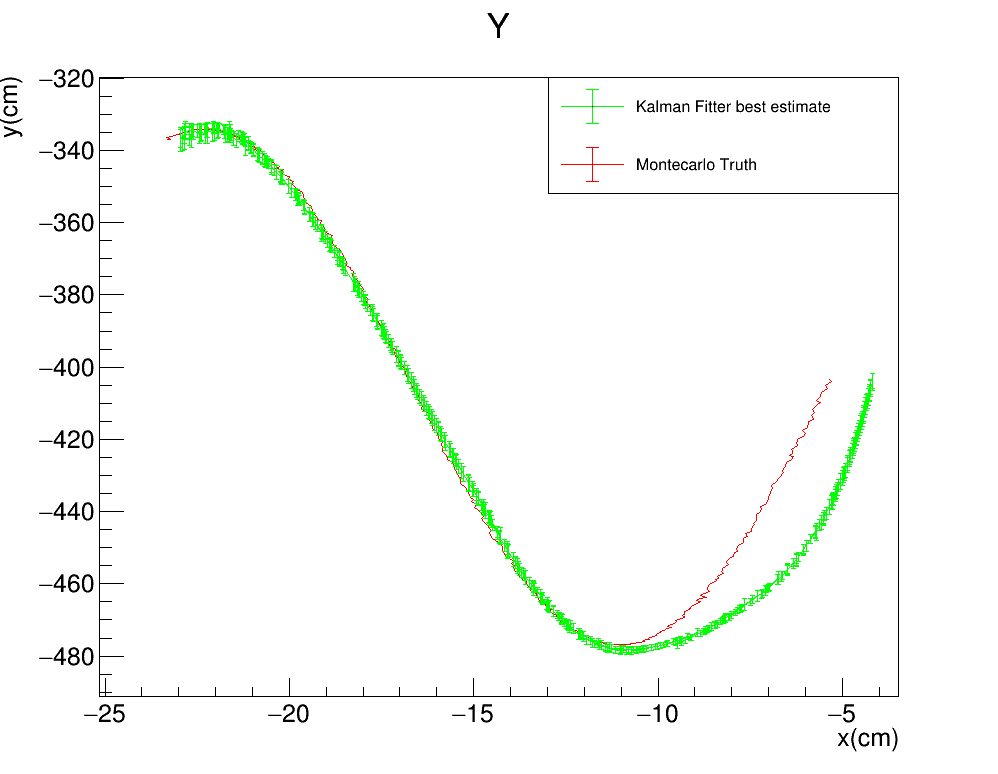 Y
y(cm)
−320
−340
−360
−380
−400
−420
−440
−460
−480
Kalman Fitter best estimate
Montecarlo Truth
−25 −20 −15 −10 −5
x(cm)